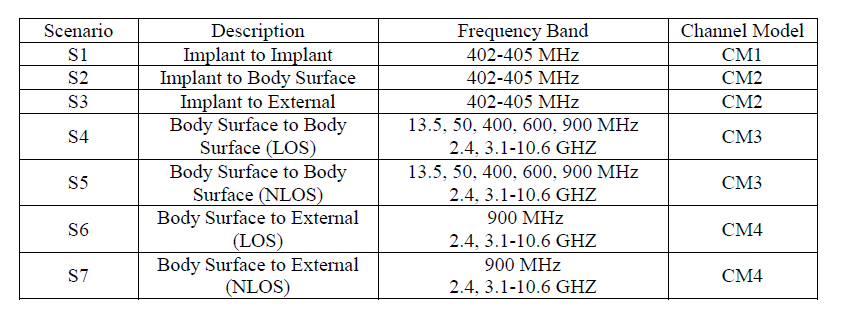 Scenario Description Frequency Band Channel Model
S1 Implant to Implant 402-405 MHz CM1
S2 Implant to Body Surface 402-405 MHz CM2
S3 Implant to External 402-405 MHz CM2
S4 Body Surface to Body Surface (LOS) 13.5, 50, 400, 600, 900 MHz 2.4, 3.1-10.6 GHZ CM3
S5 Body Surface to Body Surface (NLOS) 13.5, 50, 400, 600, 900 MHz 2.4, 3.1-10.6 GHZ CM3
S6 Body Surface to External (LOS) 900 MHz 2.4, 3.1-10.6 GHZ CM4
S7 Body Surface to External (NLOS) 900 MHz 2.4, 3.1-10.6 GHZ CM4